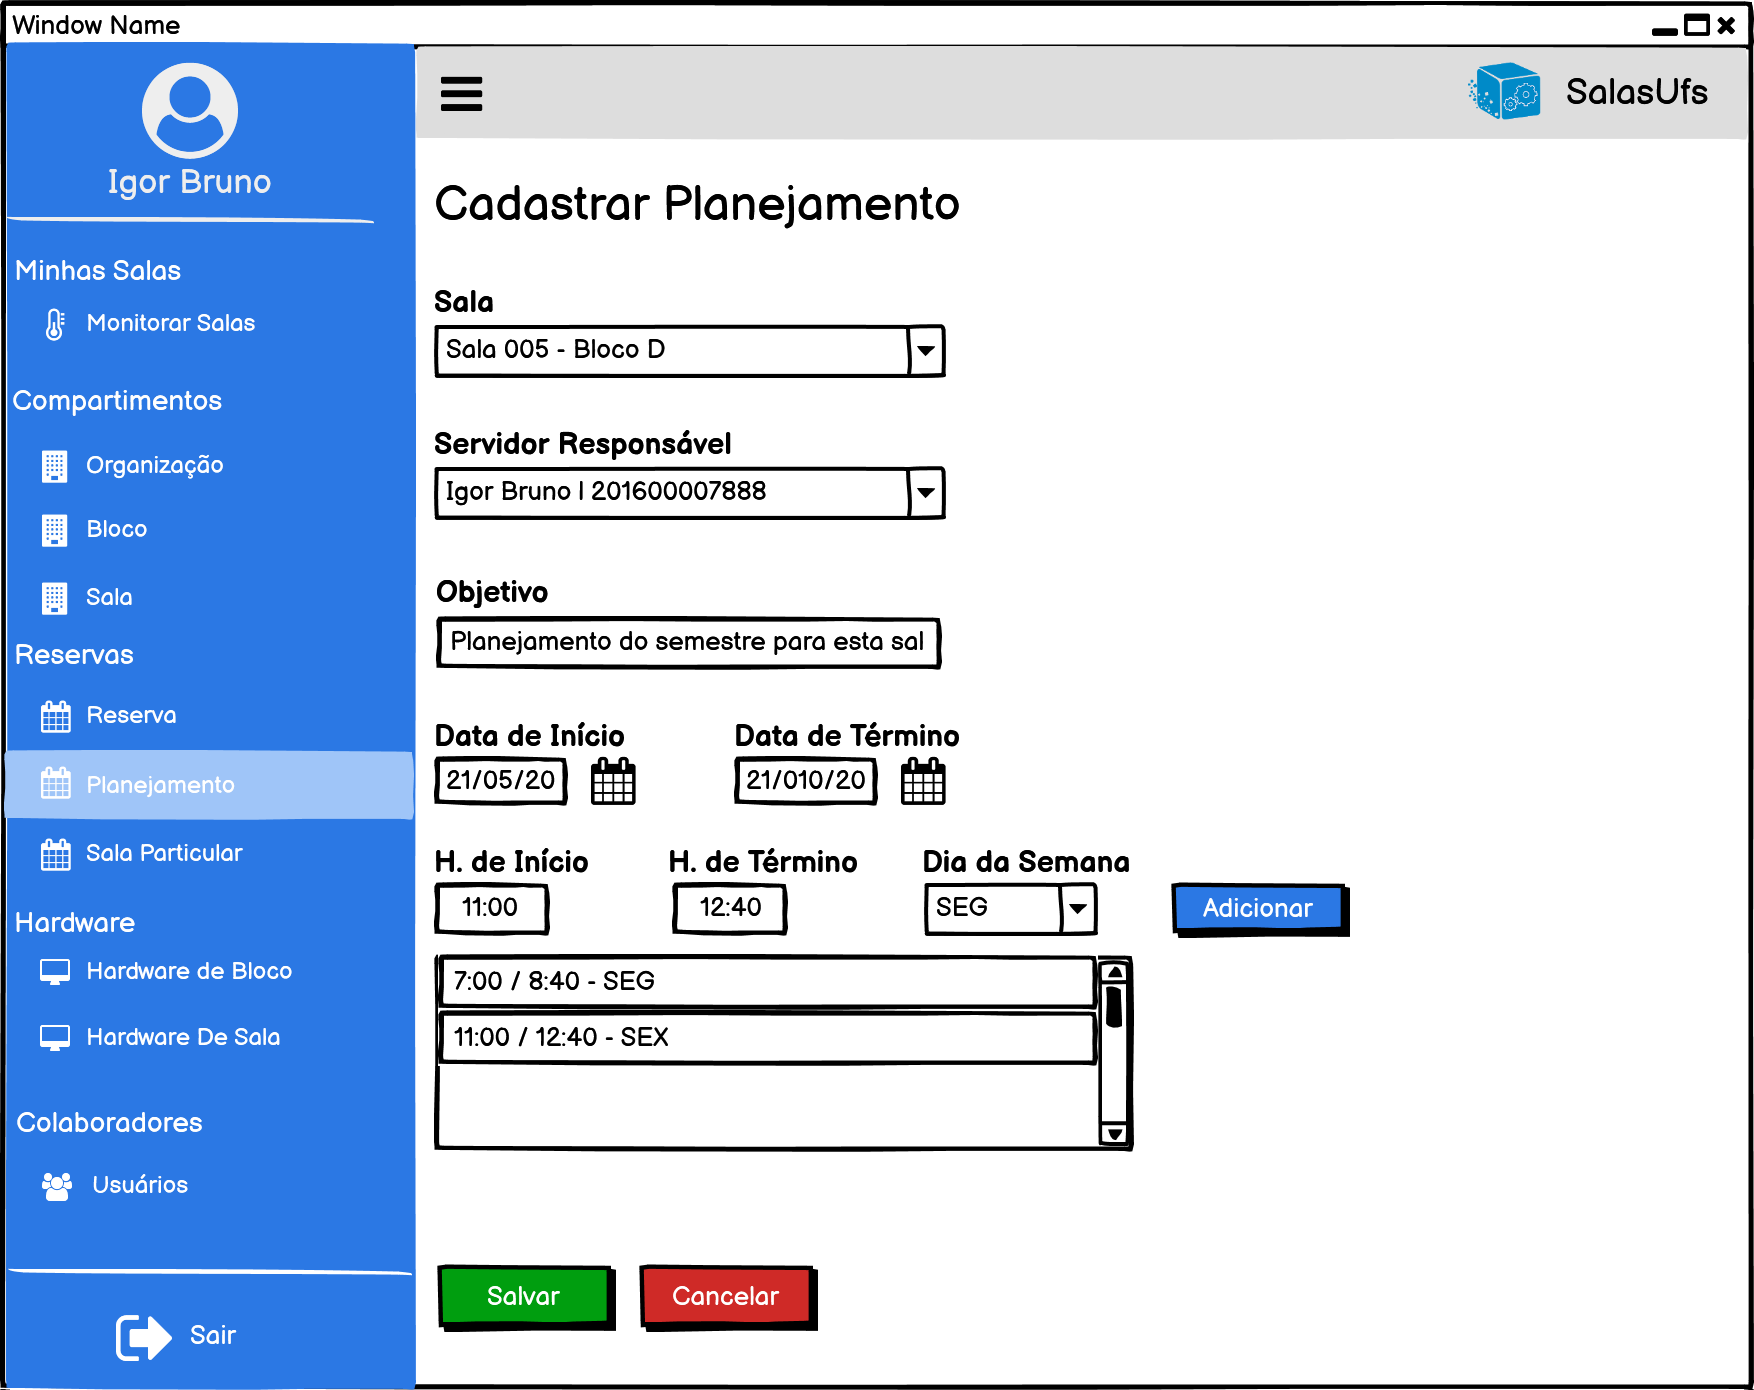 Window Name
Igor Bruno
Minhas Salas
Monitorar Salas
Compartimentos
Organização
Bloco
Sala
Reservas
Reserva
Planejamento
Sala Particular
Hardware
Hardware de Bloco
Hardware De Sala
Colaboradores
Usuários
Sair
SalasUfs
Cadastrar Planejamento
Sala
Sala 005 - Bloco D
Servidor Responsável
Igor Bruno | 201600007888
Objetivo
Planejamento do semestre para esta sal
Data de Início Data de Término
21/05/20 21/010/20
H. de Início H. de Término Dia da Semana
11:00 12:40 SEG Adicionar
7:00 / 8:40 - SEG
11:00 / 12:40 - SEX
Salvar Cancelar